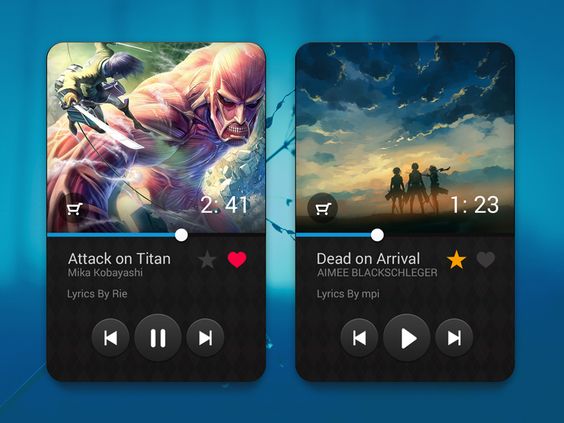 2: 41
Attack on Titan
Mika Kobayashi
Lyrics By Rie
1: 23
Dead on Arrival
AIMEE BLACKSCHLEGER
Lyrics By mpi